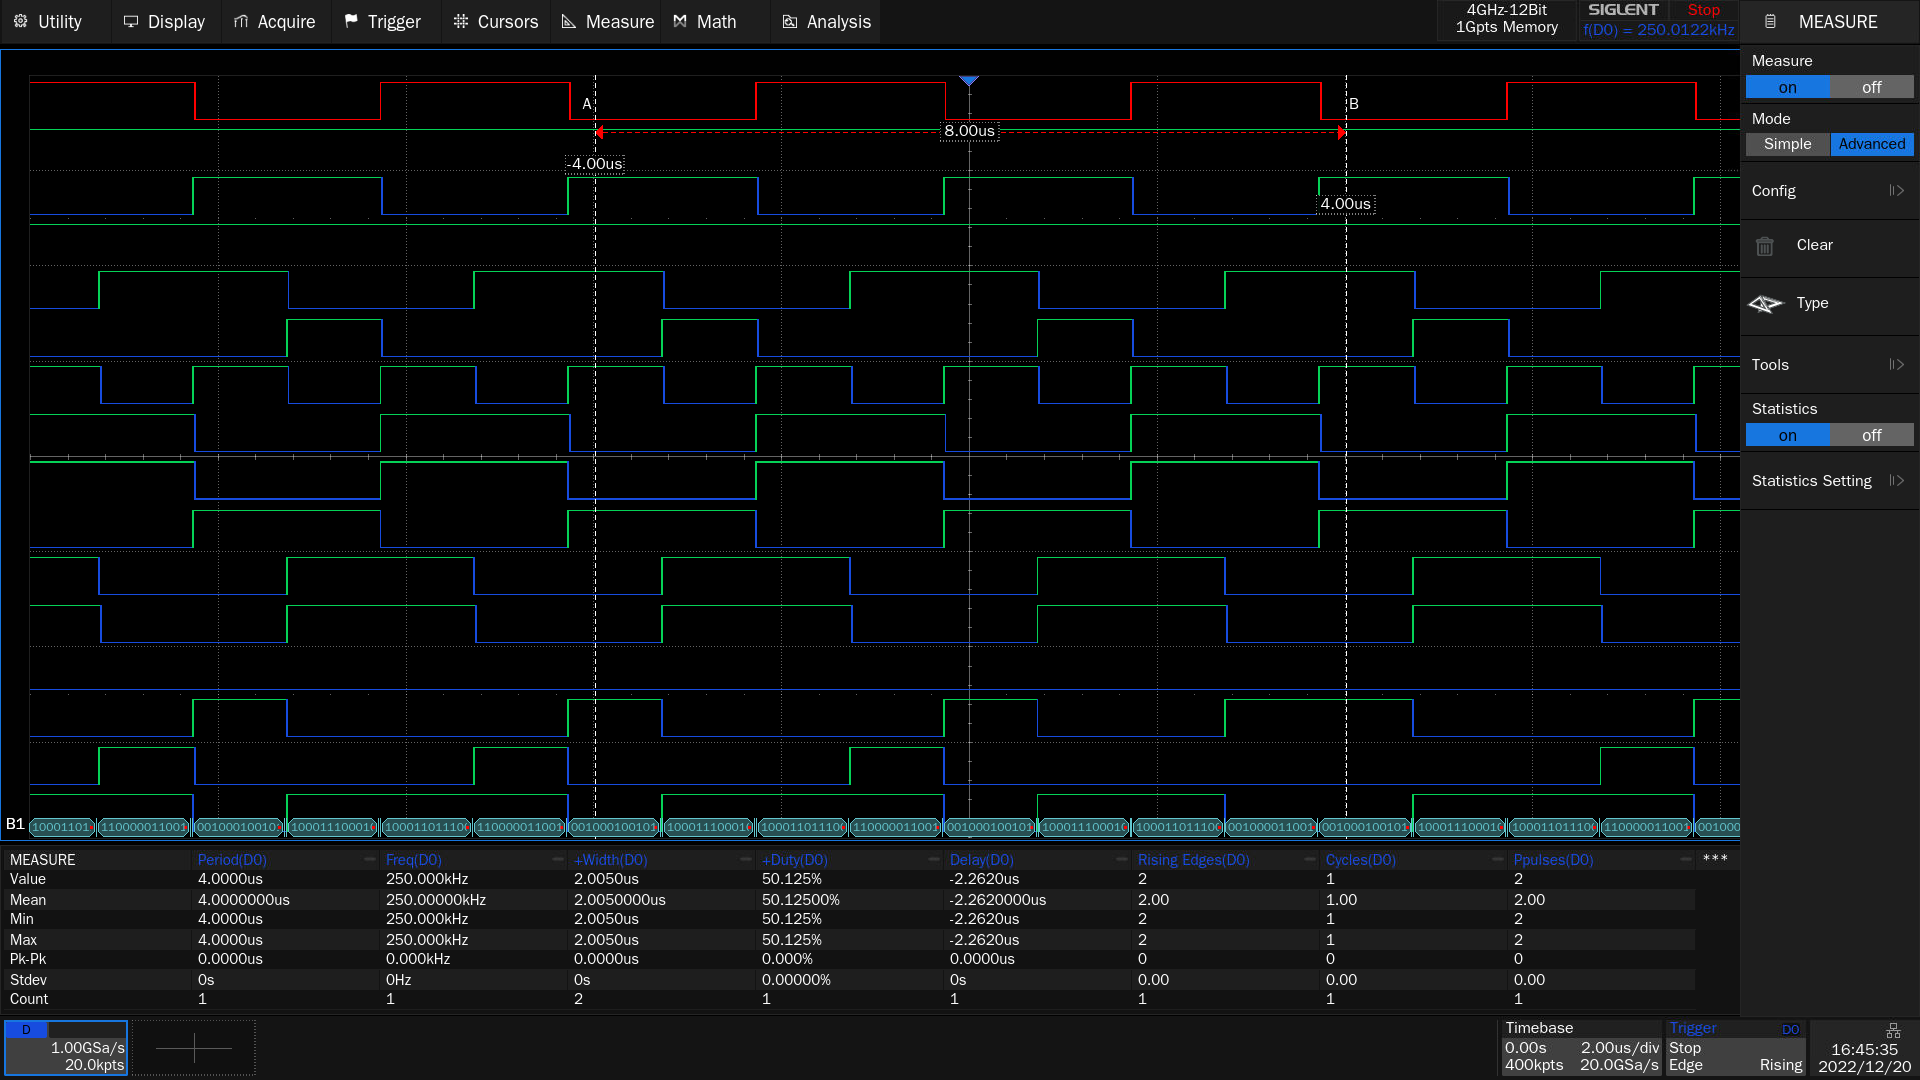 Utility Display Acquire Trigger Cursors Measure Math Analysis
4GHz-12Bit
1Gpts Memory
SIGLENT Stop
f(D0) = 250.0122kHz
MEASURE
Measure
on off
Mode
Simple Advanced
Config
Clear
Type
Tools
Statistics
on off
Statistics Setting
A B
8.00us
-4.00us
4.00us
B1
MEASURE Period(D0) Freq(D0) +Width(D0) +Duty(D0) Delay(D0) Rising Edges(D0) Cycles(D0) Ppulses(D0) ***
Value 4.0000us 250.000kHz 2.0050us 50.125% -2.2620us 2 1 2
Mean 4.0000000us 250.00000kHz 2.0050000us 50.12500% -2.2620000us 2.00 1.00 2.00
Min 4.0000us 250.000kHz 2.0050us 50.125% -2.2620us 2 1 2
Max 4.0000us 250.000kHz 2.0050us 50.125% -2.2620us 2 1 2
Pk-Pk 0.0000us 0.000kHz 0.0000us 0.000% 0.0000us 0 0 0
Stdev 0s 0Hz 0s 0.00000% 0s 0.00 0.00 0.00
Count 1 1 2 1 1 1 1 1
D
1.00GSa/s
20.0kpts
Timebase
0.00s 2.00us/div
400kpts 20.0GSa/s
Trigger D0
Stop
Edge Rising
16:45:35
2022/12/20